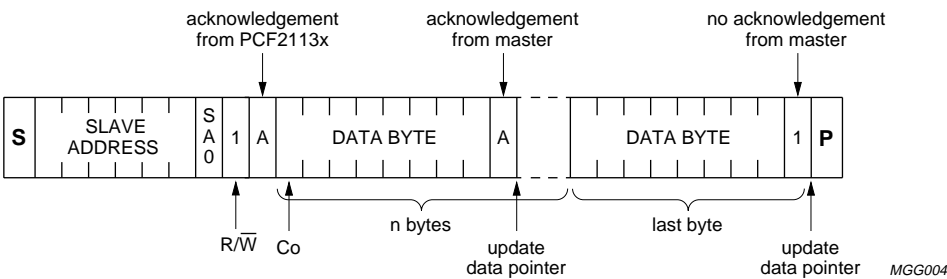 acknowledgement
from PCF2113x
acknowledgement
from master
no acknowledgement
from master
S
SLAVE
ADDRESS
S
A
0
1
A
DATA BYTE
A
DATA BYTE
1
P
R/W̅
Co
n bytes
update
data pointer
last byte
update
data pointer
MGG004